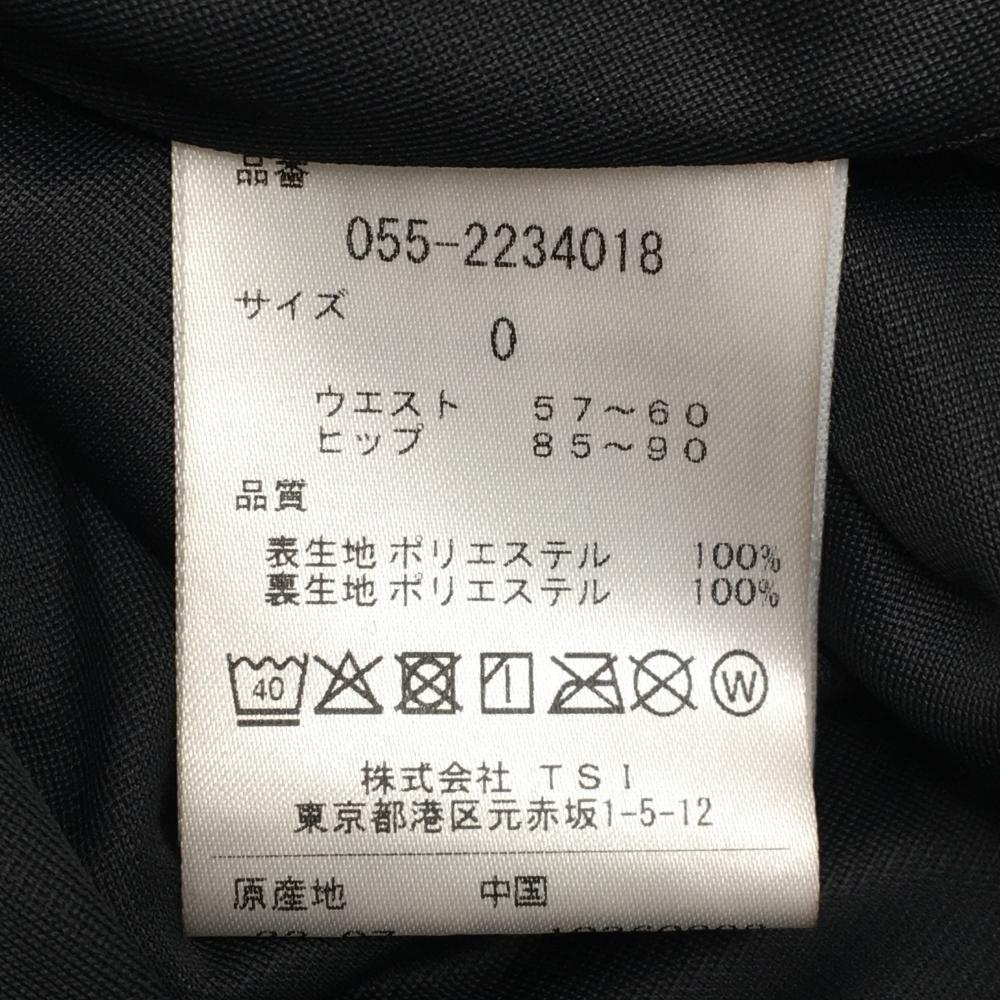 品番
055-2234018
サイズ
0
ウエスト 57〜60
ヒップ 85〜90
品質
表生地 ポリエステル 100%
裏生地 ポリエステル 100%
40 W
株式会社 TSI
東京都港区元赤坂1-5-12
原産地 中国